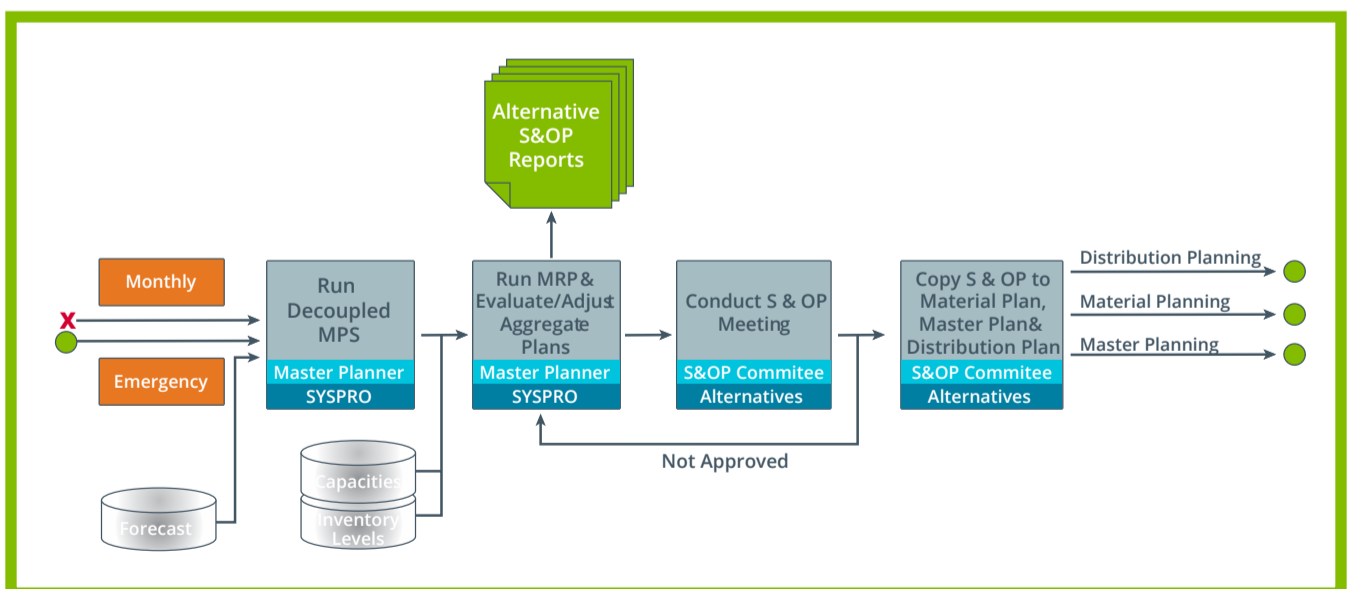 Alternative
S&OP
Reports
Monthly
X
Emergency
Forecast
Run
Decoupled
MPS
Master Planner
SYSPRO
Capacities
Inventory
Levels
Run MRP&
Evaluate/Adjust
Aggregate
Plans
Master Planner
SYSPRO
Conduct S & OP
Meeting
S&OP Commitee
Alternatives
Not Approved
Copy S & OP to
Material Plan,
Master Plan&
Distribution Plan
S&OP Commitee
Alternatives
Distribution Planning
Material Planning
Master Planning